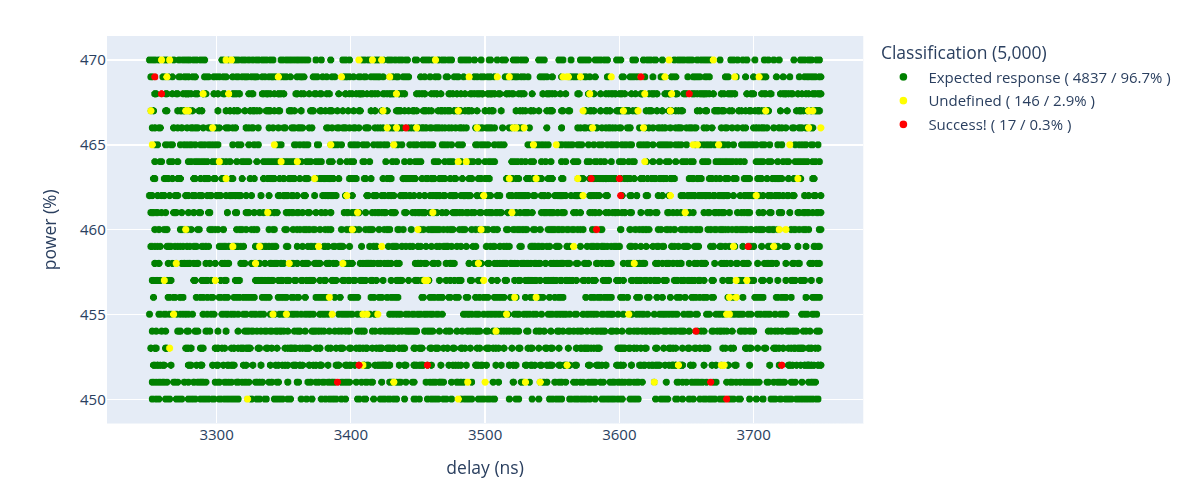 470
465
460
455
450
power (%)
3300
3400
3500
3600
3700
delay (ns)
Classification (5,000)
Expected response ( 4837 / 96.7% )
Undefined ( 146 / 2.9% )
Success! ( 17 / 0.3% )